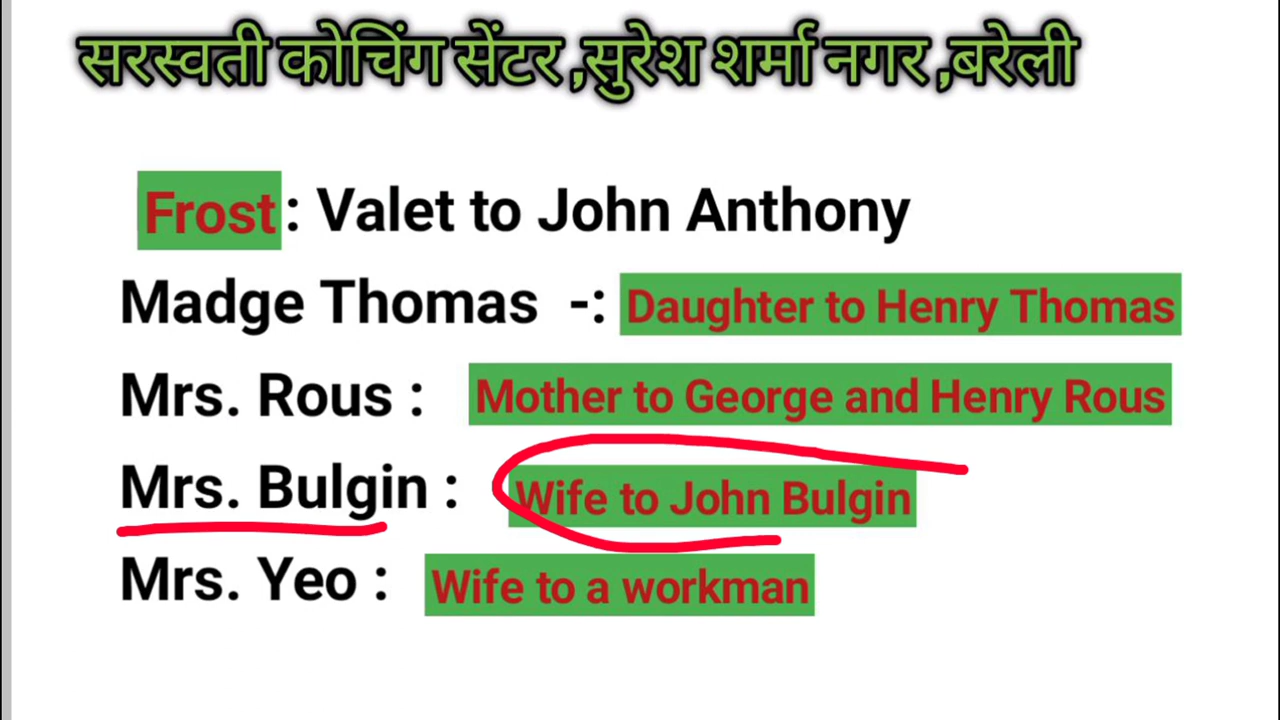 सरस्वती कोचिंग सेंटर ,सुरेश शर्मा नगर ,बरेली
Frost : Valet to John Anthony
Madge Thomas -: Daughter to Henry Thomas
Mrs. Rous : Mother to George and Henry Rous
Mrs. Bulgin : Wife to John Bulgin
Mrs. Yeo : Wife to a workman